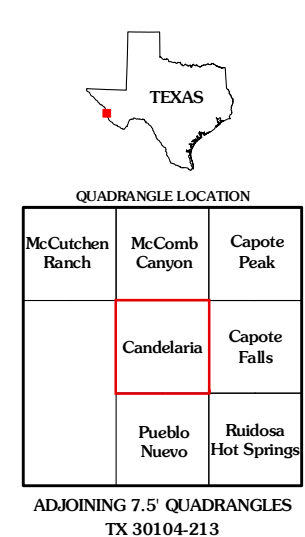 TEXAS
QUADRANGLE LOCATION
McCutchen McComb Capote
Ranch Canyon Peak
Candelaria Capote
Falls
Pueblo Ruidosa
Nuevo Hot Springs
ADJOINING 7.5' QUADRANGLES
TX 30104-213